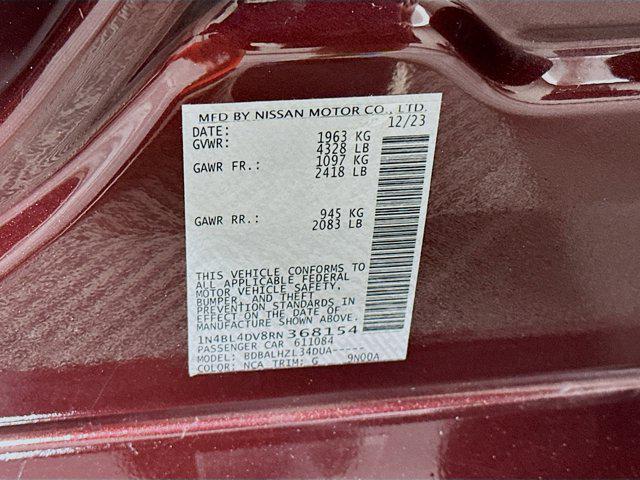 MFD BY NISSAN MOTOR CO., LTD.
DATE: 12/23
GVWR: 1963 KG
4328 LB
GAWR FR.: 1097 KG
2418 LB
GAWR RR.: 945 KG
2083 LB
THIS VEHICLE CONFORMS TO
ALL APPLICABLE FEDERAL
MOTOR VEHICLE SAFETY,
BUMPER, AND THEFT
PREVENTION STANDARDS IN
EFFECT ON THE DATE OF
MANUFACTURE SHOWN ABOVE.
1N4BL4DV8RN368154
PASSENGER CAR 611084
MODEL: BDBALHZL34DUA-----
COLOR: NCA TRIM: G 9N00A